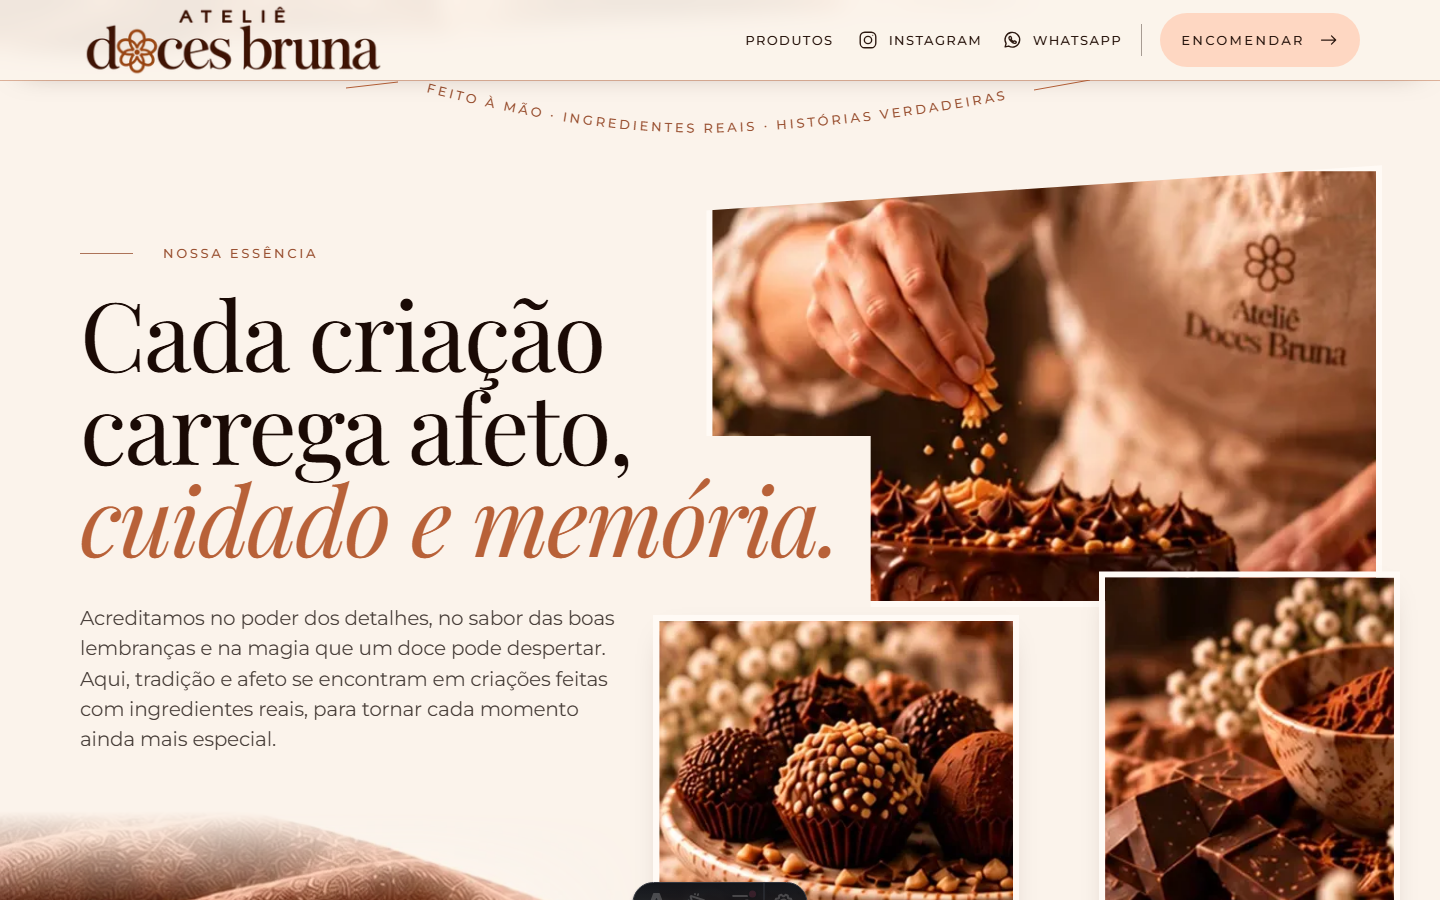 ATELIÊ
doces bruna
PRODUTOS
INSTAGRAM
WHATSAPP
ENCOMENDAR
FEITO À MÃO · INGREDIENTES REAIS · HISTÓRIAS VERDADEIRAS
NOSSA ESSÊNCIA
Cada criação
carrega afeto,
cuidado e memória.
Acreditamos no poder dos detalhes, no sabor das boas
lembranças e na magia que um doce pode despertar.
Aqui, tradição e afeto se encontram em criações feitas
com ingredientes reais, para tornar cada momento
ainda mais especial.
Ateliê
Doces Bruna